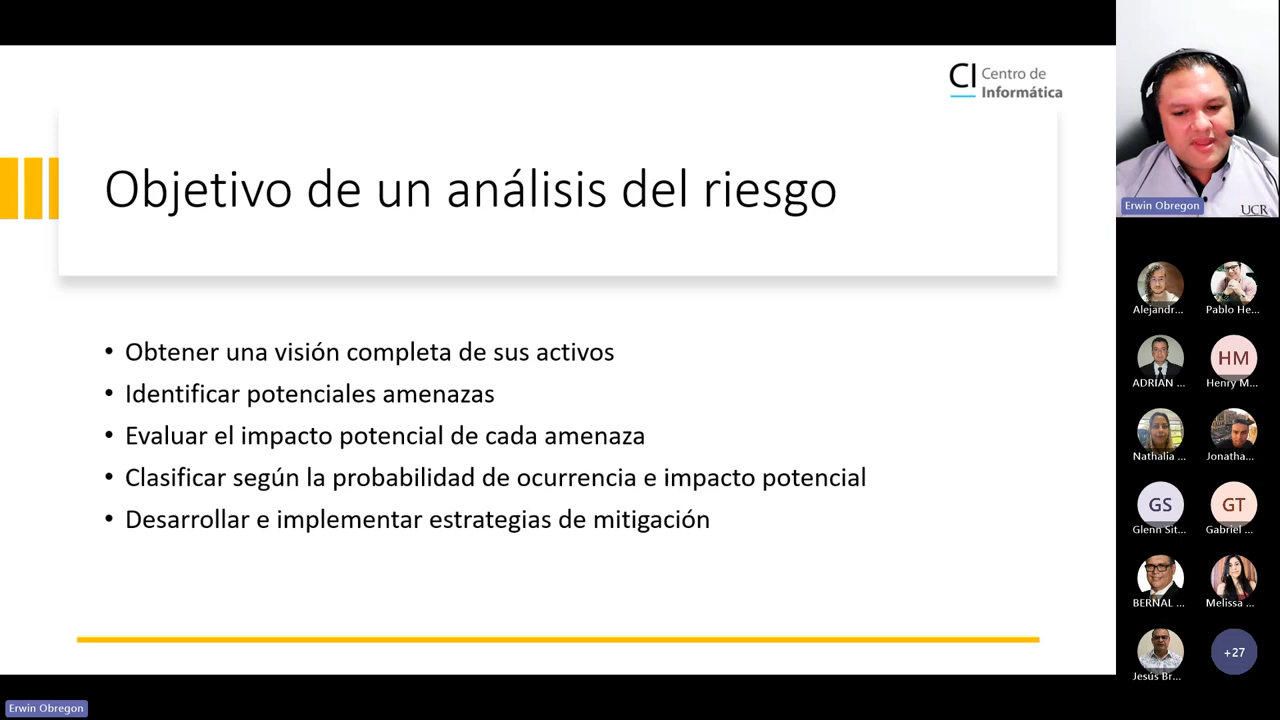 CI Centro de
Informática
Objetivo de un análisis del riesgo
• Obtener una visión completa de sus activos
• Identificar potenciales amenazas
• Evaluar el impacto potencial de cada amenaza
• Clasificar según la probabilidad de ocurrencia e impacto potencial
• Desarrollar e implementar estrategias de mitigación
Erwin Obregon
UCR
Alejandr...
Pablo He...
ADRÍAN ...
HM
Henry M...
Nathalia ...
Jonatha...
GS
Glenn Sit...
GT
Gabriel ...
BERNAL ...
Melissa ...
Jesús Br...
+27
Erwin Obregon